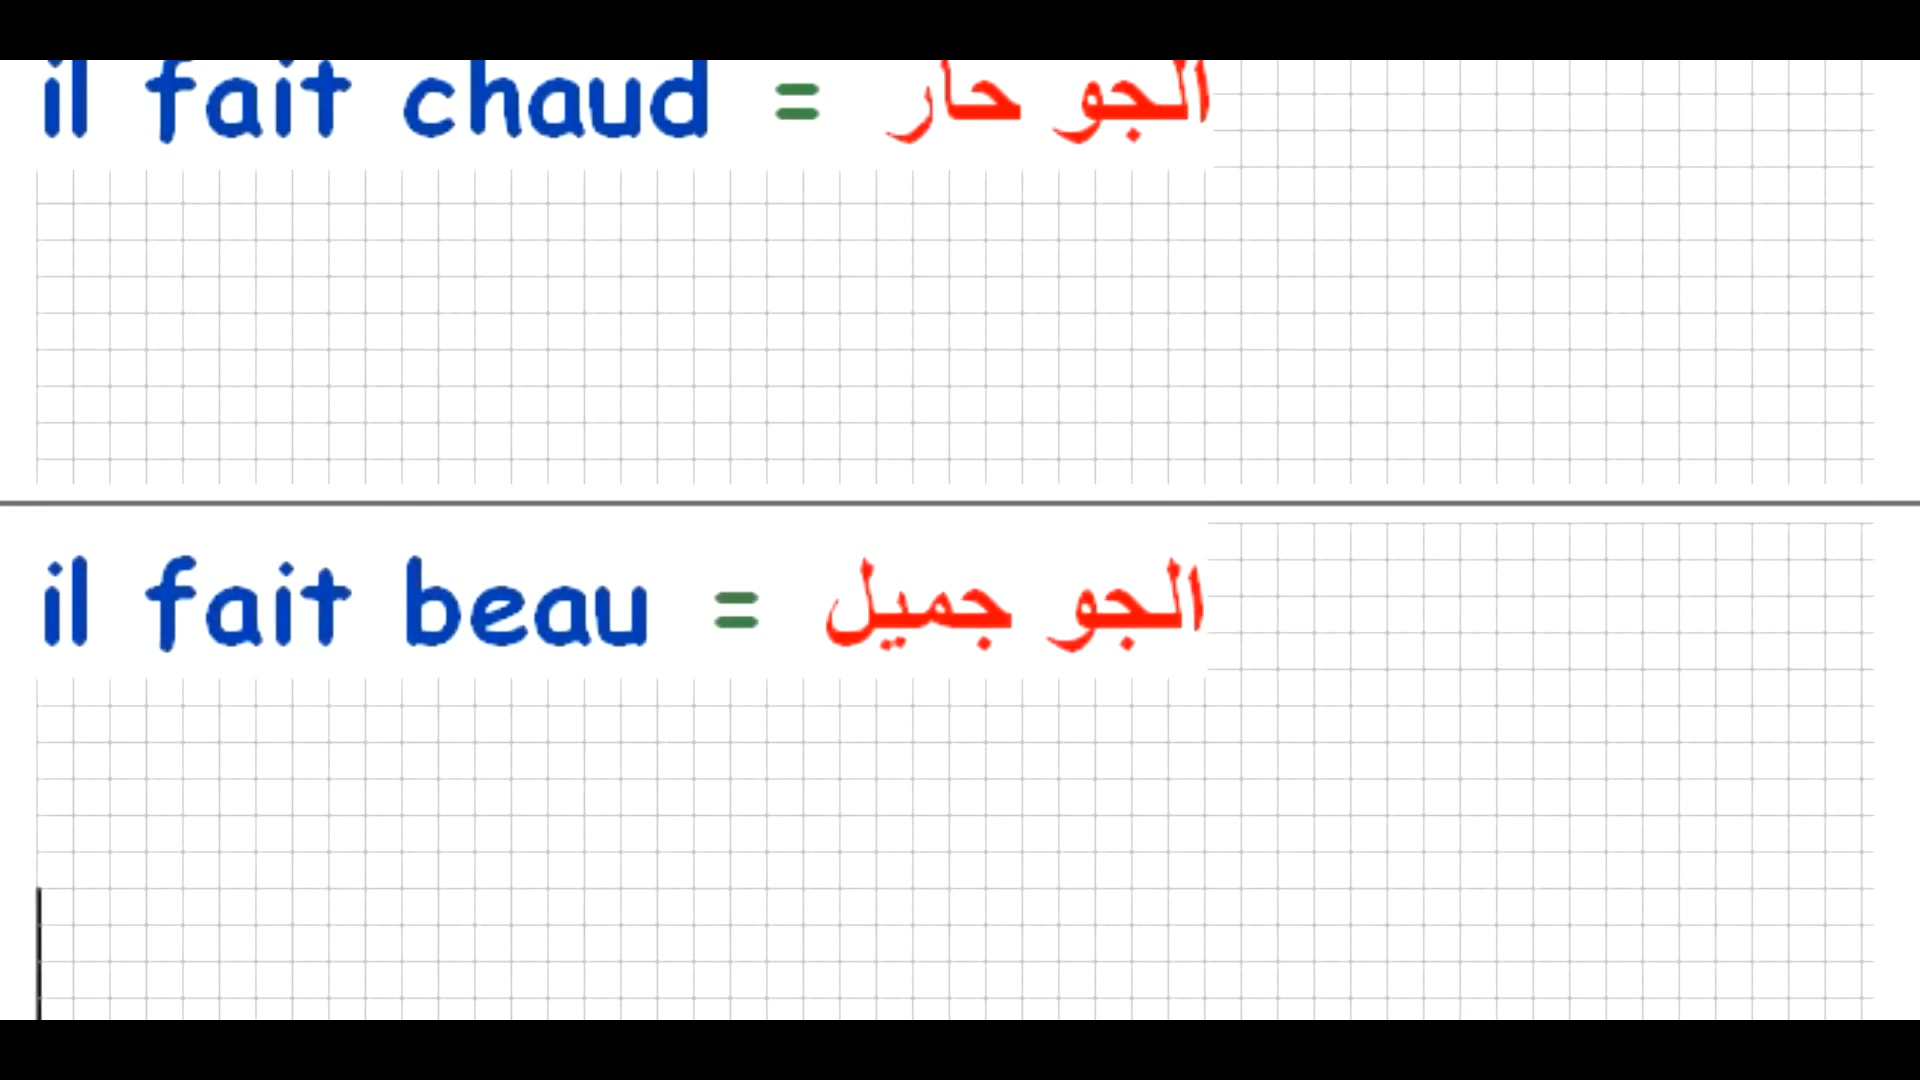 il fait chaud = الجو حار
il fait beau = الجو جميل